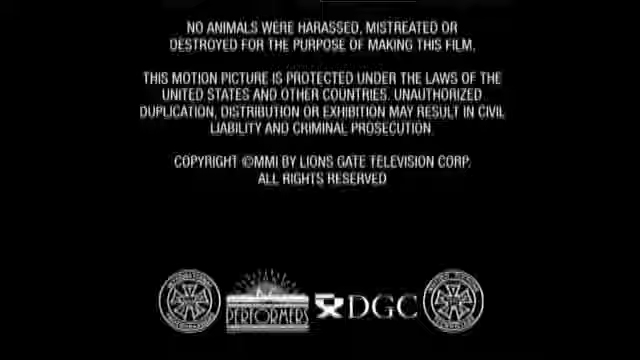 NO ANIMALS WERE HARASSED, MISTREATED OR
DESTROYED FOR THE PURPOSE OF MAKING THIS FILM.
THIS MOTION PICTURE IS PROTECTED UNDER THE LAWS OF THE
UNITED STATES AND OTHER COUNTRIES. UNAUTHORIZED
DUPLICATION, DISTRIBUTION OR EXHIBITION MAY RESULT IN CIVIL
LIABILITY AND CRIMINAL PROSECUTION
COPYRIGHT ©MMI BY LIONS GATE TELEVISION CORP.
ALL RIGHTS RESERVED
PERFORMERS
DGC